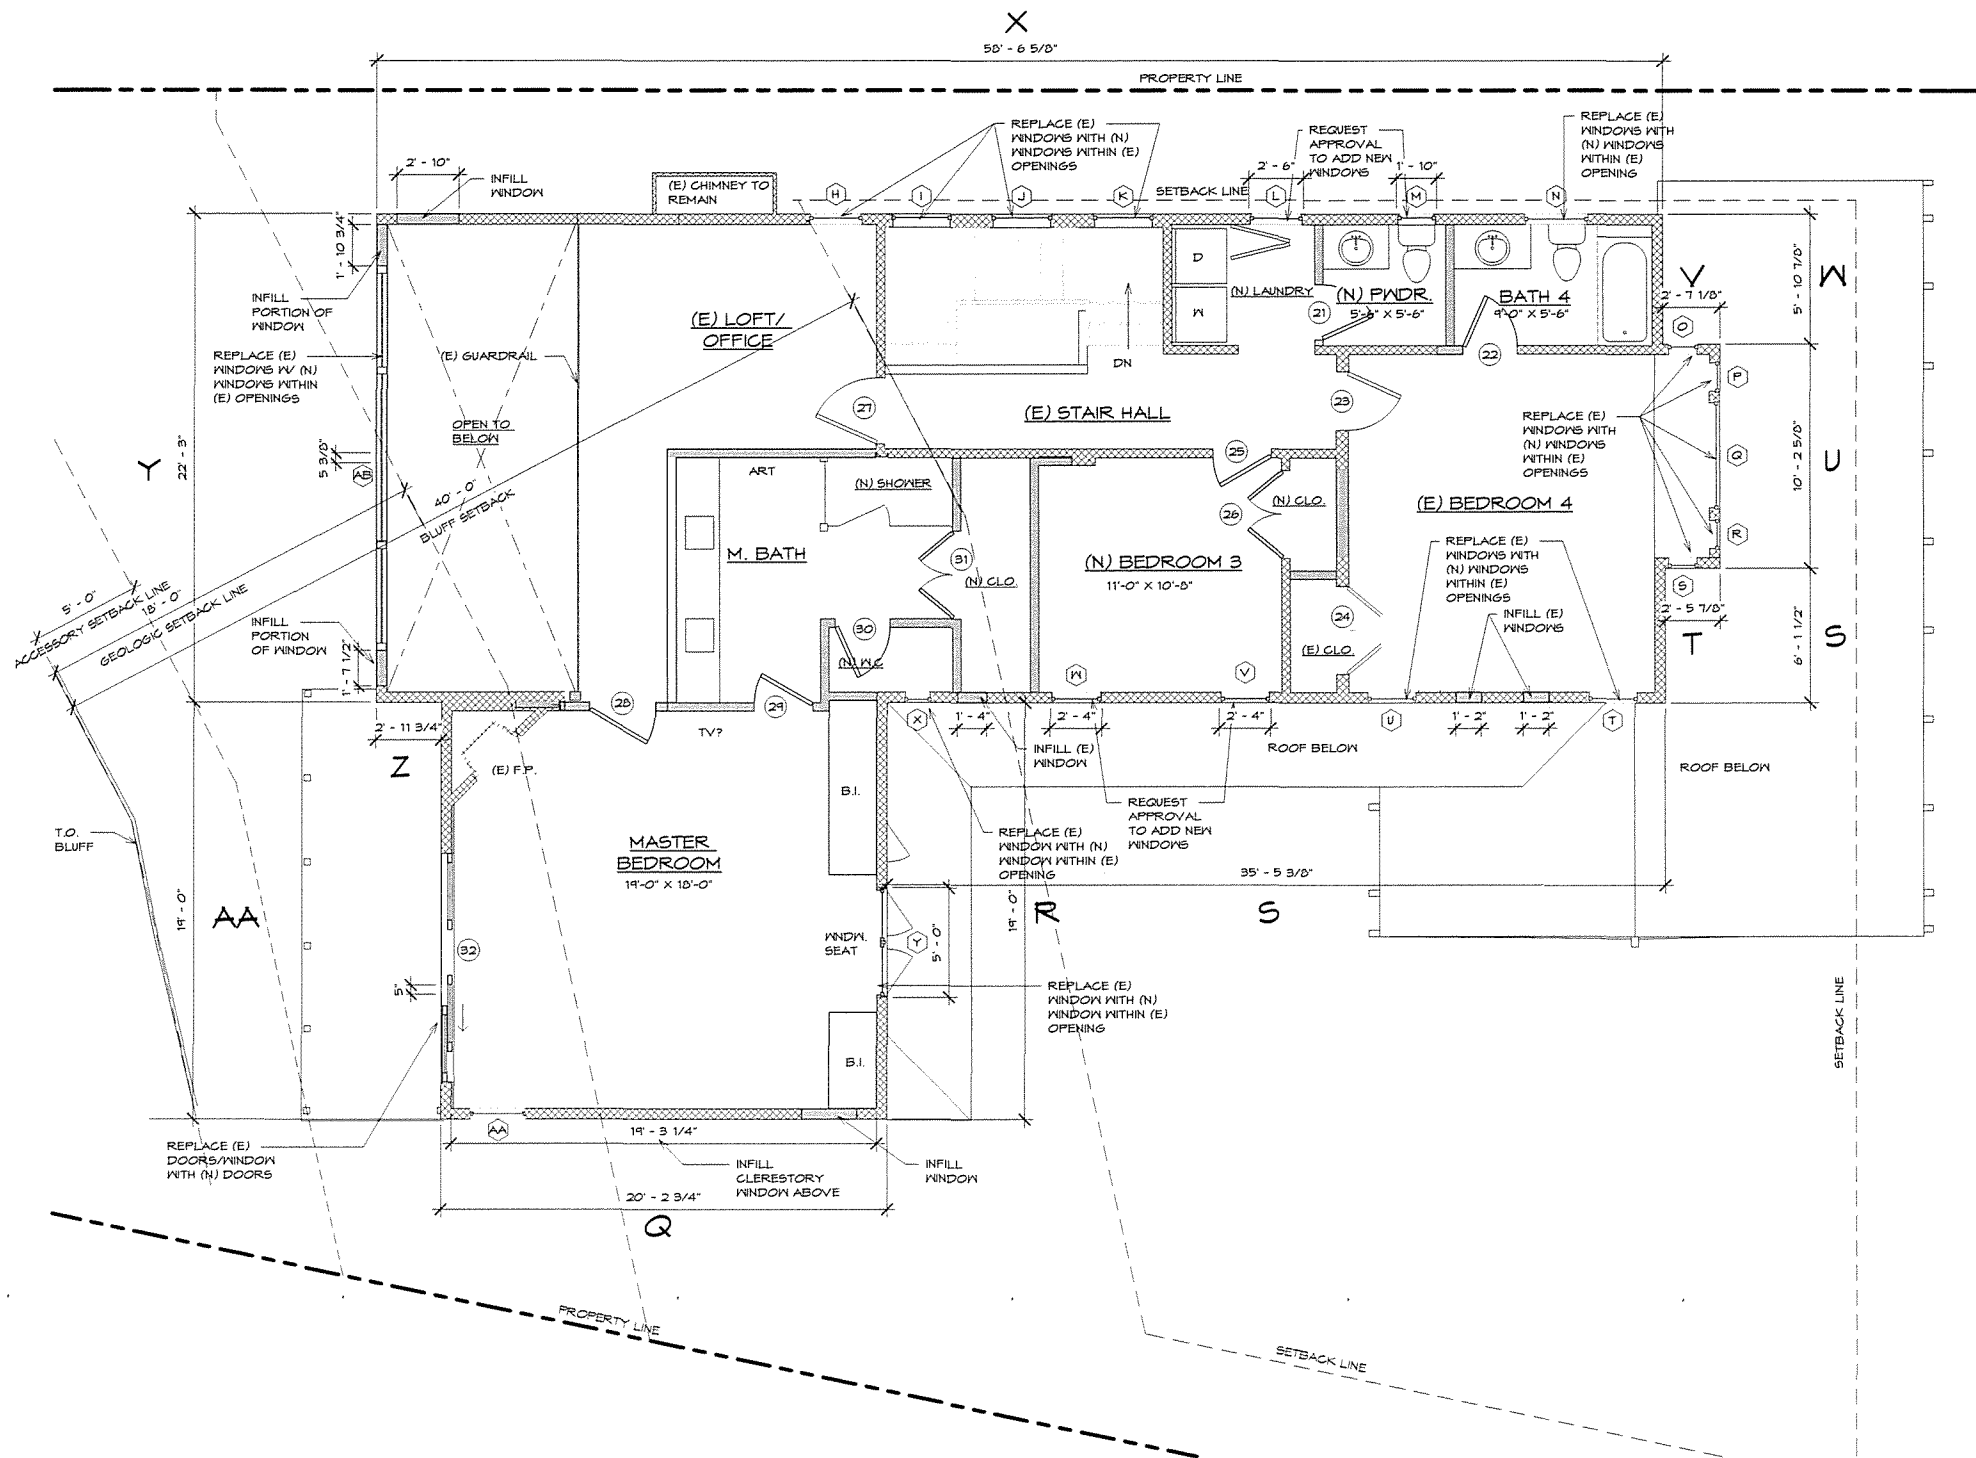 X
58' - 6 5/8"
PROPERTY LINE
REPLACE (E)
WINDOWS WITH (N)
WINDOWS WITHIN (E)
OPENINGS
REQUEST
APPROVAL
TO ADD NEW
WINDOWS
REPLACE (E)
WINDOWS WITH
(N) WINDOWS
WITHIN (E)
OPENING
2' - 10"
INFILL
WINDOW
(E) CHIMNEY TO
REMAIN
2' - 6"
1' - 10"
SETBACK LINE
H
I
J
K
L
M
N
1' - 10 3/4"
INFILL
PORTION OF
WINDOW
REPLACE (E)
WINDOWS W/ (N)
WINDOWS WITHIN
(E) OPENINGS
(E) GUARDRAIL
OPEN TO
BELOW
(E) LOFT/
OFFICE
D
W
(N) LAUNDRY
(N) PWDR.
5'-6" X 5'-6"
BATH 4
9'-0" X 5'-6"
21
22
V
2' - 7 1/8"
W
5' - 10 7/8"
O
P
Q
R
S
DN
27
(E) STAIR HALL
23
25
REPLACE (E)
WINDOWS WITH
(N) WINDOWS
WITHIN (E)
OPENINGS
U
10' - 2 5/8"
Y
22' - 3"
5 3/8"
AB
40' - 0"
BLUFF SETBACK
ART
(N) SHOWER
M. BATH
31
(N) CLO.
(N) BEDROOM 3
11'-0" X 10'-8"
26
(N) CLO.
(E) BEDROOM 4
REPLACE (E)
WINDOWS WITH
(N) WINDOWS
WITHIN (E)
OPENINGS
INFILL (E)
WINDOWS
2' - 5 7/8"
T
S
6' - 1 1/2"
5' - 0"
ACCESSORY SETBACK LINE
18' - 0"
GEOLOGIC SETBACK LINE
INFILL
PORTION
OF WINDOW
1' - 7 1/2"
30
(N) W.C
24
(E) CLO.
W
V
28
29
TV?
2' - 11 3/4"
Z
(E) F.P.
X
1' - 4"
2' - 4"
2' - 4"
U
1' - 2"
1' - 2"
T
INFILL (E)
WINDOW
ROOF BELOW
ROOF BELOW
B.I.
REQUEST
APPROVAL
TO ADD NEW
WINDOWS
REPLACE (E)
WINDOW WITH (N)
WINDOW WITHIN (E)
OPENING
T.O.
BLUFF
MASTER
BEDROOM
19'-0" X 18'-0"
35' - 5 3/8"
AA
19' - 0"
R
19' - 0"
S
32
WNDW.
SEAT
Y
5' - 0"
5"
REPLACE (E)
WINDOW WITH (N)
WINDOW WITHIN (E)
OPENING
SETBACK LINE
B.I.
AA
19' - 3 1/4"
REPLACE (E)
DOORS/WINDOW
WITH (N) DOORS
INFILL
CLERESTORY
WINDOW ABOVE
INFILL
WINDOW
20' - 2 3/4"
Q
PROPERTY LINE
SETBACK LINE